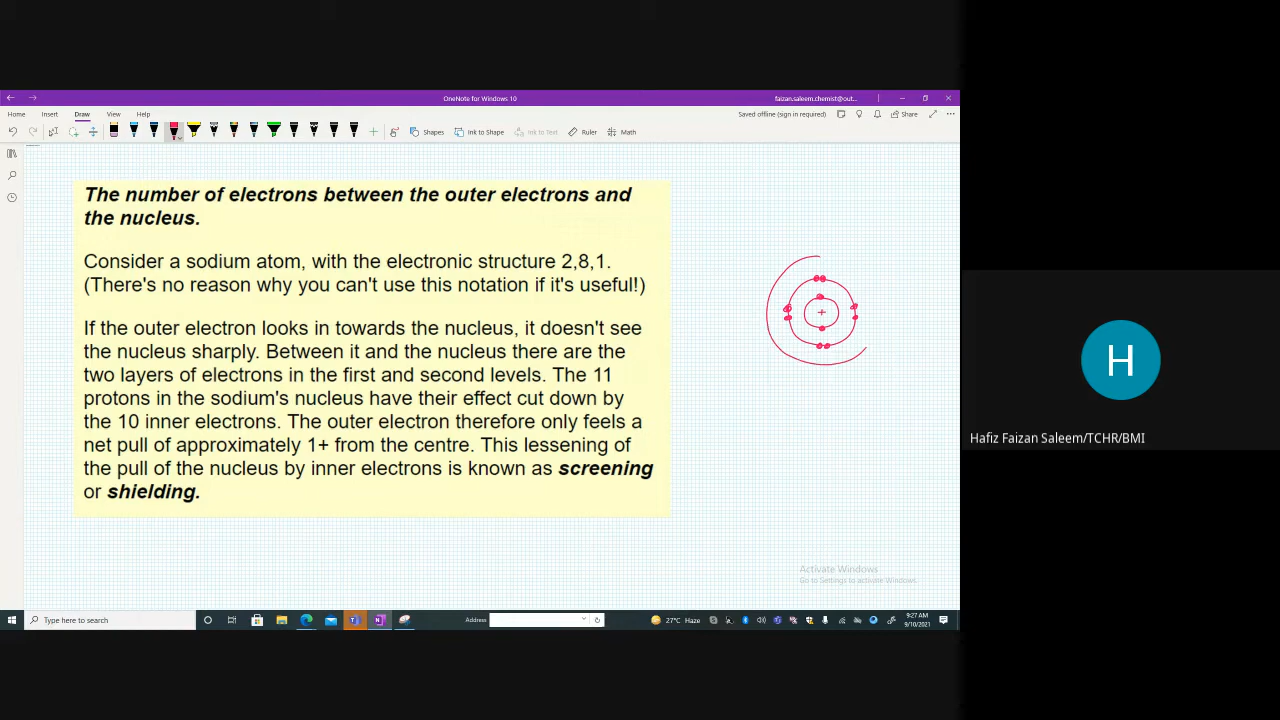 OneNote for Windows 10
faizan.saleem.chemist@out...
Home Insert Draw View Help
Saved offline (sign in required)
Share
Shapes Ink to Shape Ink to Text Ruler Math
The number of electrons between the outer electrons and
the nucleus.
Consider a sodium atom, with the electronic structure 2,8,1.
(There's no reason why you can't use this notation if it's useful!)
If the outer electron looks in towards the nucleus, it doesn't see
the nucleus sharply. Between it and the nucleus there are the
two layers of electrons in the first and second levels. The 11
protons in the sodium's nucleus have their effect cut down by
the 10 inner electrons. The outer electron therefore only feels a
net pull of approximately 1+ from the centre. This lessening of
the pull of the nucleus by inner electrons is known as screening
or shielding.
+
H
Hafiz Faizan Saleem/TCHR/BMI
Activate Windows
Go to Settings to activate Windows.
Type here to search
Address
27°C Haze
9:27 AM
9/10/2021